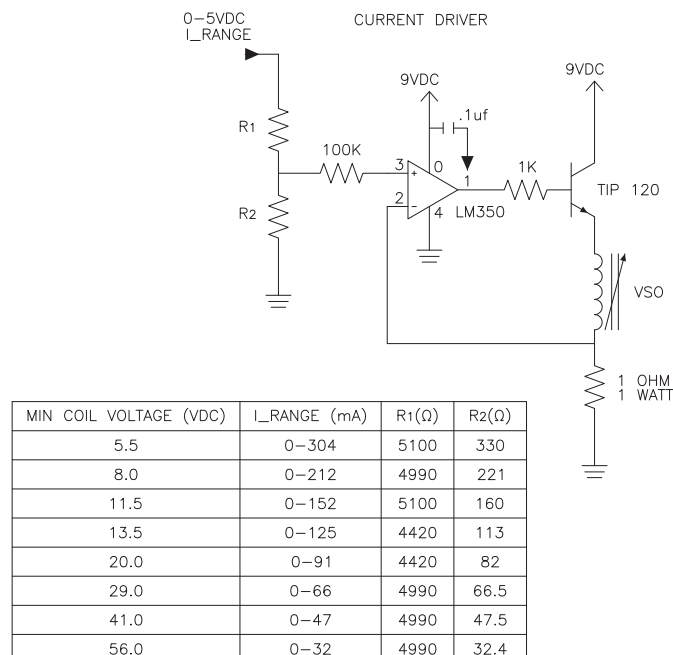 0–5VDC
I_RANGE
CURRENT DRIVER
9VDC
9VDC
.1uf
R1
100K
3
+
0
1
1K
TIP 120
2
–
4
LM350
R2
VSO
1 OHM
1 WATT
MIN COIL VOLTAGE (VDC) I_RANGE (mA) R1(Ω) R2(Ω)
5.5 0–304 5100 330
8.0 0–212 4990 221
11.5 0–152 5100 160
13.5 0–125 4420 113
20.0 0–91 4420 82
29.0 0–66 4990 66.5
41.0 0–47 4990 47.5
56.0 0–32 4990 32.4